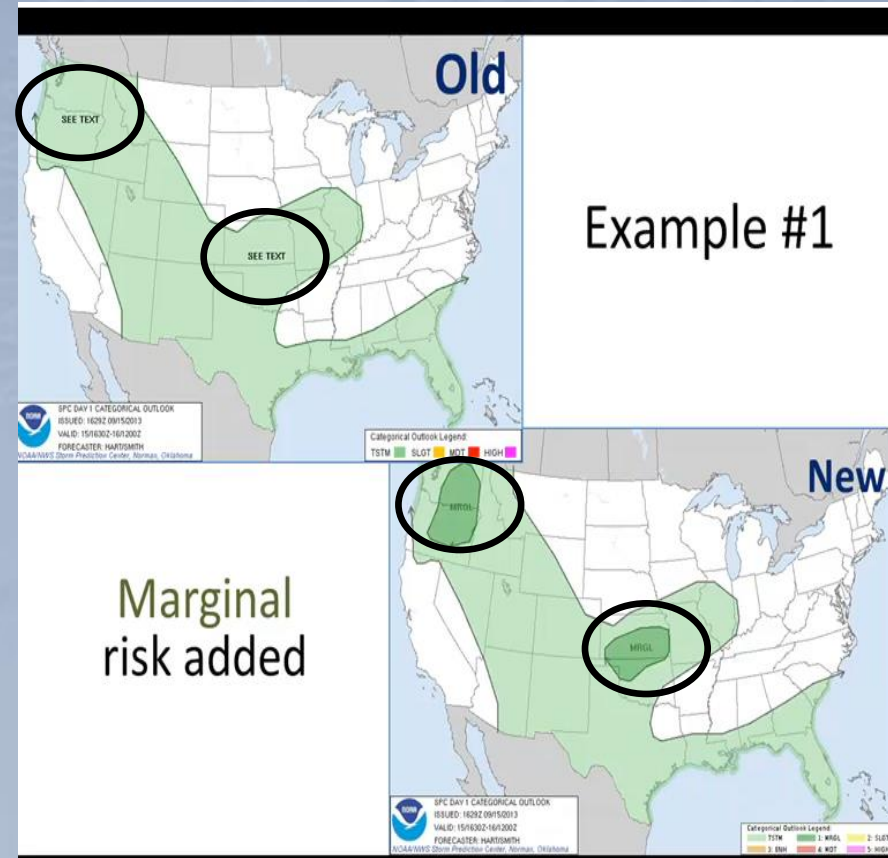 Old
SEE TEXT
SEE TEXT
Example #1
NOAA
SPC DAY 1 CATEGORICAL OUTLOOK
ISSUED: 1629Z 09/15/2013
VALID: 15/1630Z-16/1200Z
FORECASTER: HART/SMITH
NOAA/NWS Storm Prediction Center, Norman, Oklahoma
Categorical Outlook Legend:
TSTM SLGT MDT HIGH
New
MRGL
MRGL
Marginal
risk added
NOAA
SPC DAY 1 CATEGORICAL OUTLOOK
ISSUED: 1629Z 09/15/2013
VALID: 15/1630Z-16/1200Z
FORECASTER: HART/SMITH
NOAA/NWS Storm Prediction Center, Norman, Oklahoma
Categorical Outlook Legend:
TSTM 1: MRGL 2: SLGT
3: ENH 4: MDT 5: HIGH